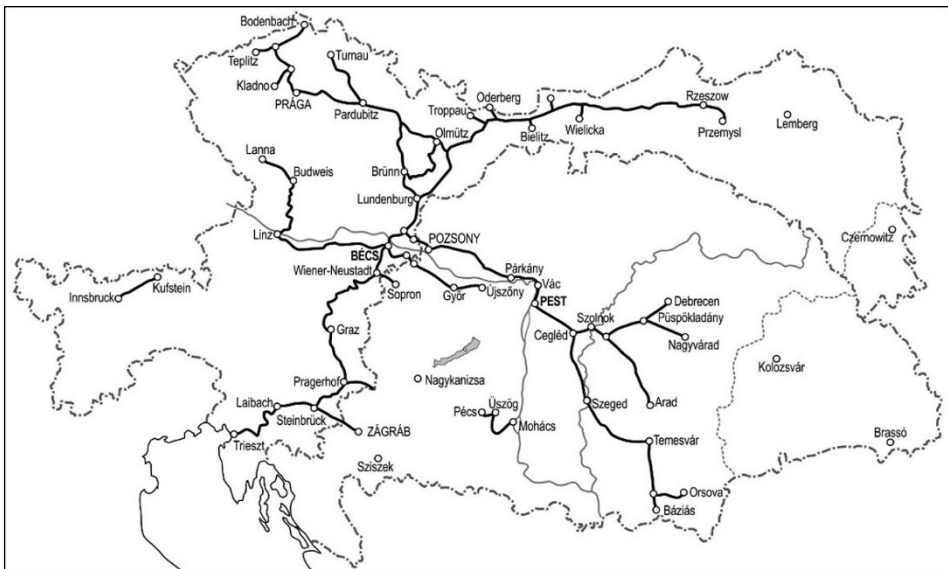 Bodenbach
Teplitz
Turnau
Kladno
PRÁGA
Pardubitz
Troppau
Oderberg
Bielitz
Wielicka
Rzeszow
Przemysl
Lemberg
Olmütz
Lanna
Budweis
Brünn
Lundenburg
Linz
BÉCS
POZSONY
Czernowitz
Wiener-Neustadt
Sopron
Győr
Újszőny
Párkány
Vác
PEST
Innsbruck
Kufstein
Graz
Cegléd
Szolnok
Debrecen
Püspökladány
Nagyvárad
Kolozsvár
Pragerhof
Nagykanizsa
Laibach
Steinbrück
Pécs
Üszög
Mohács
Szeged
Arad
Trieszt
ZÁGRÁB
Temesvár
Brassó
Sziszek
Orsova
Báziás